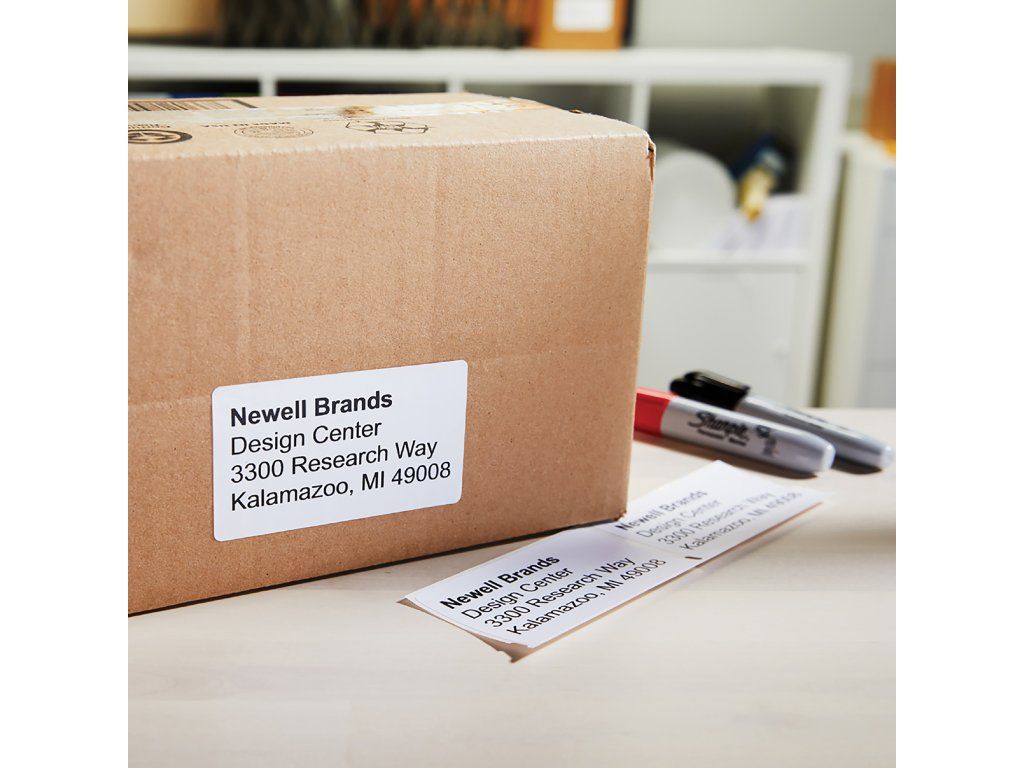 Newell Brands
Design Center
3300 Research Way
Kalamazoo, MI 49008
Sharpie
Newell Brands
Design Center
3300 Research Way
Kalamazoo, MI 49008
Newell Brands
Design Center
3300 Research Way
Kalamazoo, MI 49008